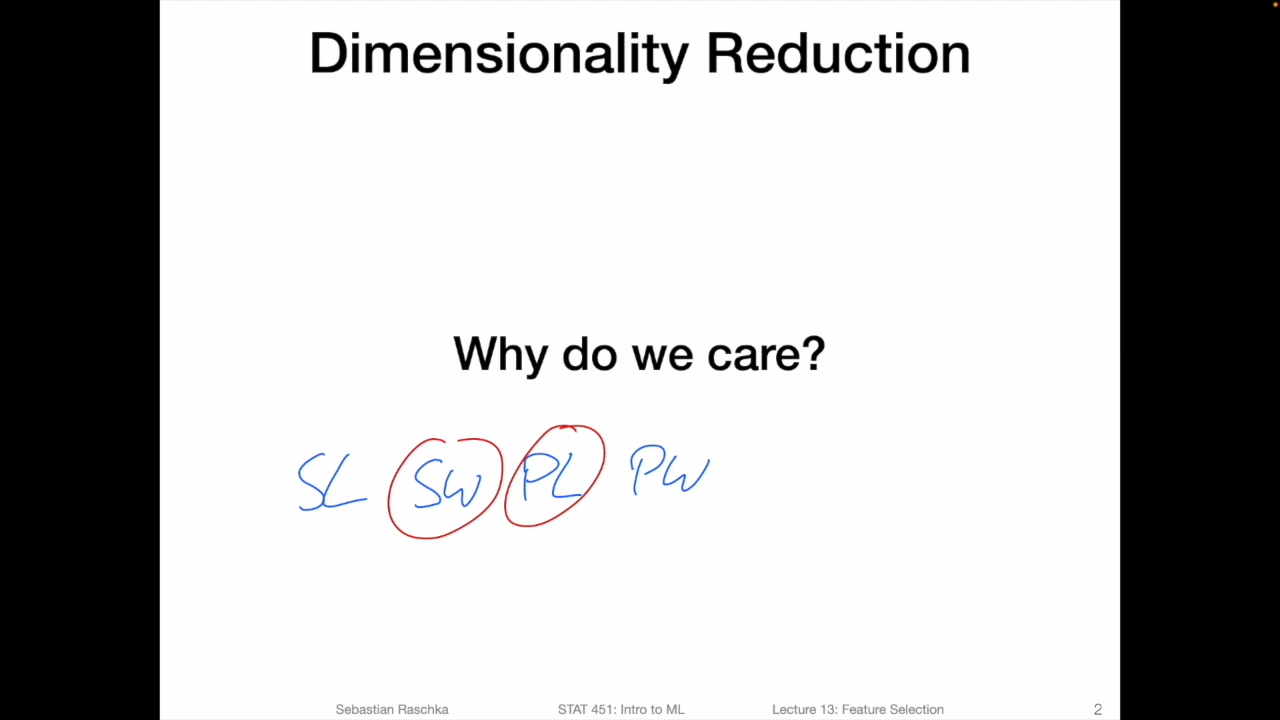 Dimensionality Reduction
Why do we care?
SL SW PL PW
Sebastian Raschka STAT 451: Intro to ML Lecture 13: Feature Selection 2